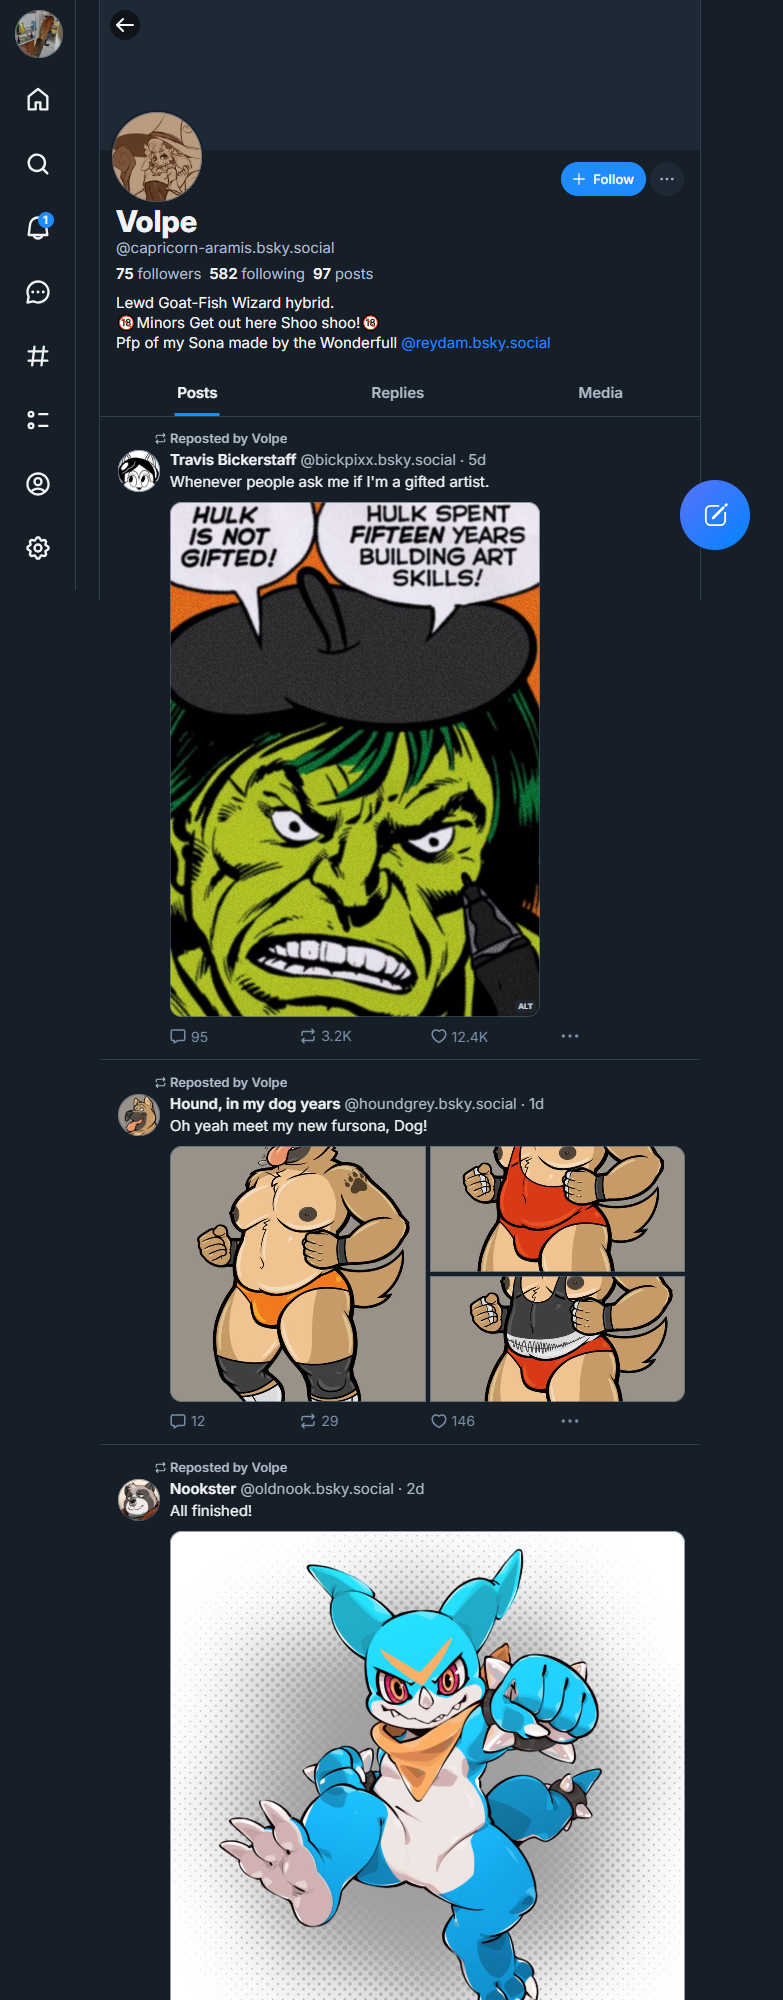 1
Follow
Volpe
@capricorn-aramis.bsky.social
75 followers 582 following 97 posts
Lewd Goat-Fish Wizard hybrid.
🔞Minors Get out here Shoo shoo!🔞
Pfp of my Sona made by the Wonderfull @reydam.bsky.social
Posts Replies Media
Reposted by Volpe
Travis Bickerstaff @bickpixx.bsky.social · 5d
Whenever people ask me if I'm a gifted artist.
HULK
IS NOT
GIFTED!
HULK SPENT
FIFTEEN YEARS
BUILDING ART
SKILLS!
ALT
95 3.2K 12.4K
Reposted by Volpe
Hound, in my dog years @houndgrey.bsky.social · 1d
Oh yeah meet my new fursona, Dog!
12 29 146
Reposted by Volpe
Nookster @oldnook.bsky.social · 2d
All finished!